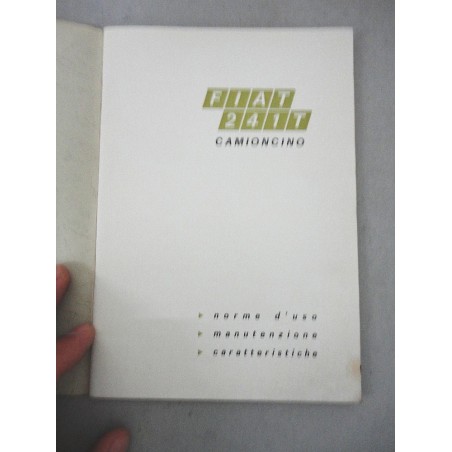 FIAT
241T
CAMIONCINO
norme d'uso
manutenzione
caratteristiche